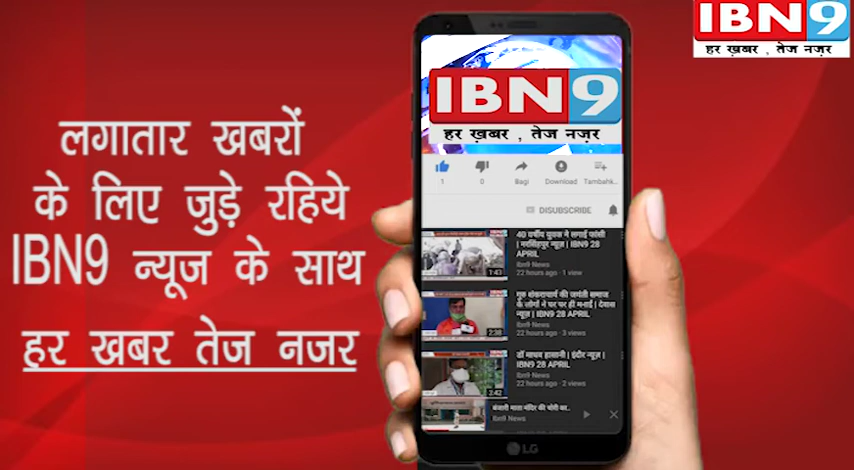 IBN9
हर ख़बर , तेज नज़र
लगातार खबरों
के लिए जुड़े रहिये
IBN9 न्यूज के साथ
हर खबर तेज नजर
IBN9
हर ख़बर , तेज नज़र
1
0
Bagi
Download
Tambahk..
DISUBSCRIBE
40 वर्षीय युवक ने लगाई फांसी
| नरसिंहपुर न्यूज़ | IBN9 28
APRIL
Ibn9 News
22 hours ago · 1 view
1:43
गुरु शंकराचार्य की जयंती समाज
के लोगों ने घर पर ही मनाई | देवास
न्यूज़ | IBN9 28 APRIL
Ibn9 News
22 hours ago · 3 views
2:38
डॉ माधव हासानी | इंदौर न्यूज़ |
IBN9 28 APRIL
Ibn9 News
22 hours ago · 2 views
2:42
बंजारी माता मंदिर की चोरी का..
Ibn9 News
LG